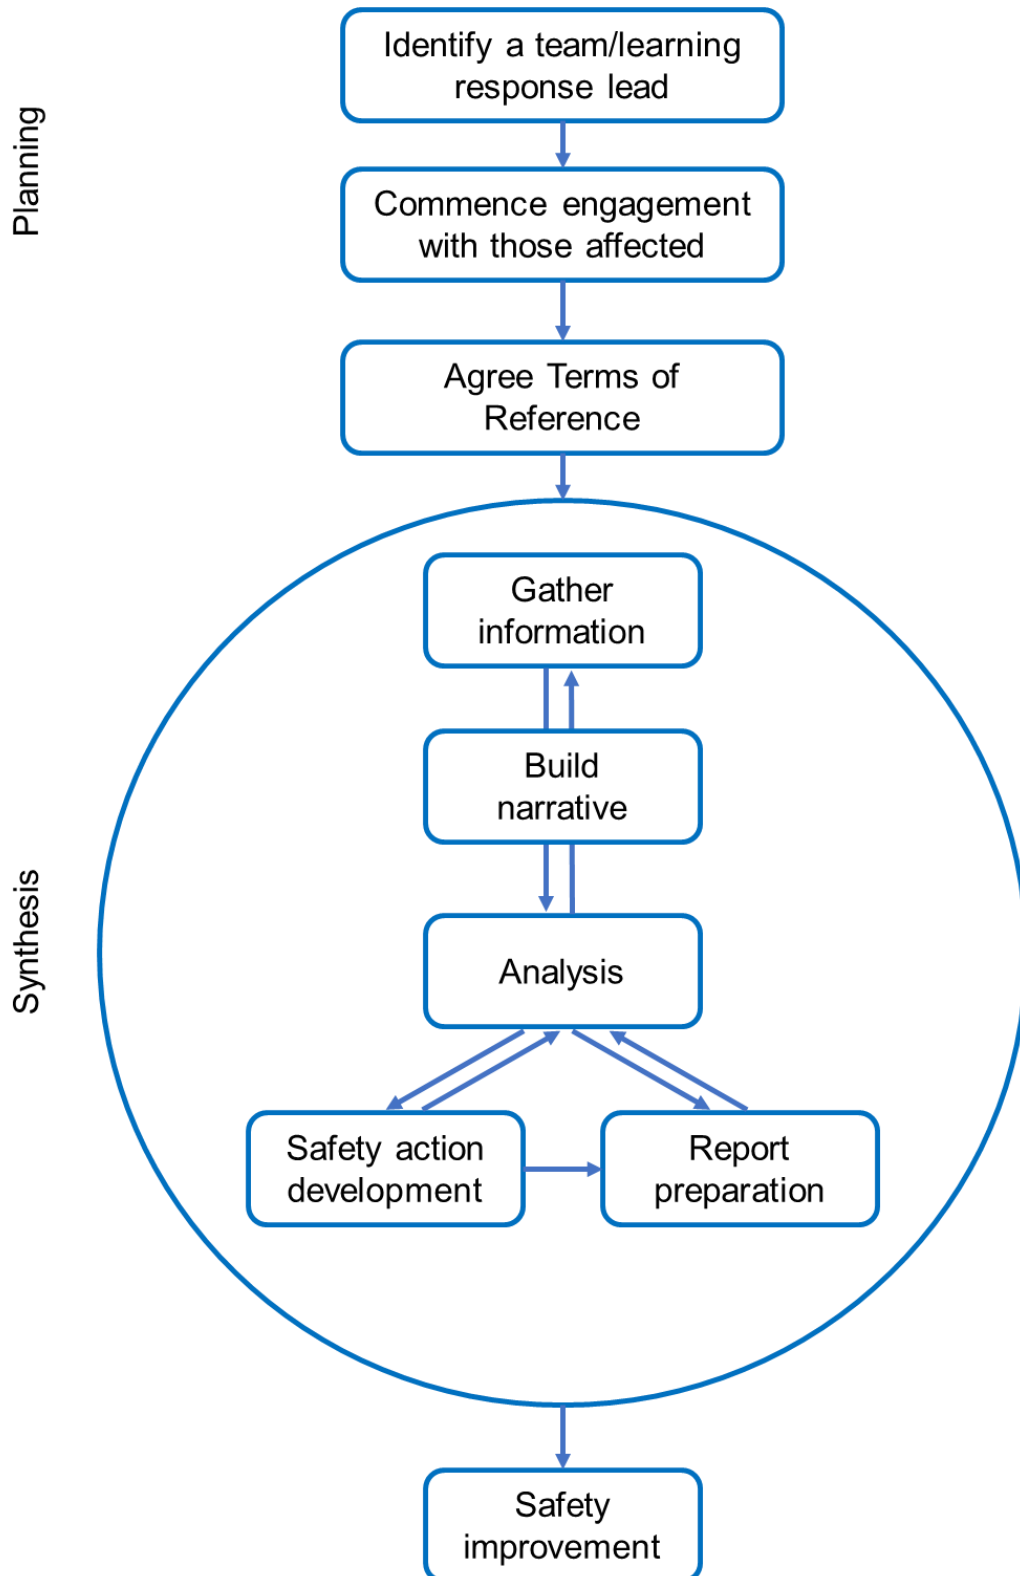 Planning
Identify a team/learning
response lead
Commence engagement
with those affected
Agree Terms of
Reference
Synthesis
Gather
information
Build
narrative
Analysis
Safety action
development
Report
preparation
Safety
improvement